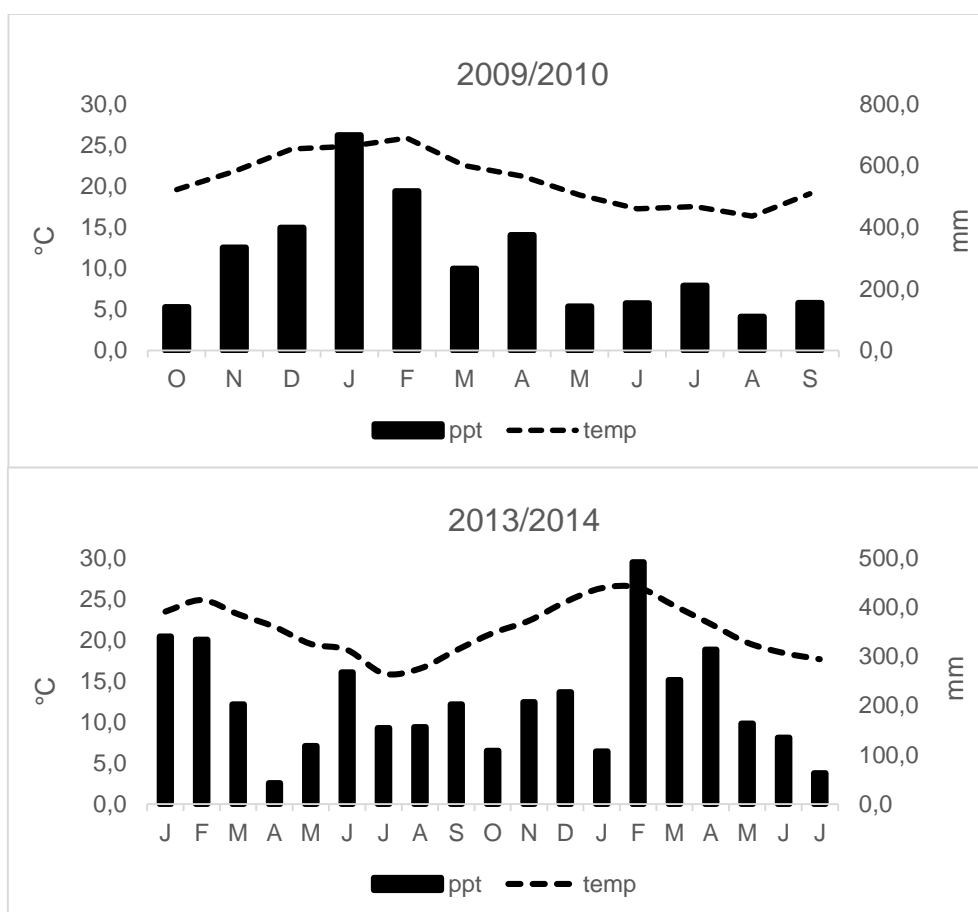 2009/2010
30,0 800,0
25,0
600,0
20,0
15,0 400,0
10,0
200,0
5,0
0,0 0,0
°C
mm
O N D J F M A M J J A S
ppt temp
2013/2014
30,0 500,0
25,0 400,0
20,0
300,0
15,0
200,0
10,0
5,0 100,0
0,0 0,0
°C
mm
J F M A M J J A S O N D J F M A M J J
ppt temp